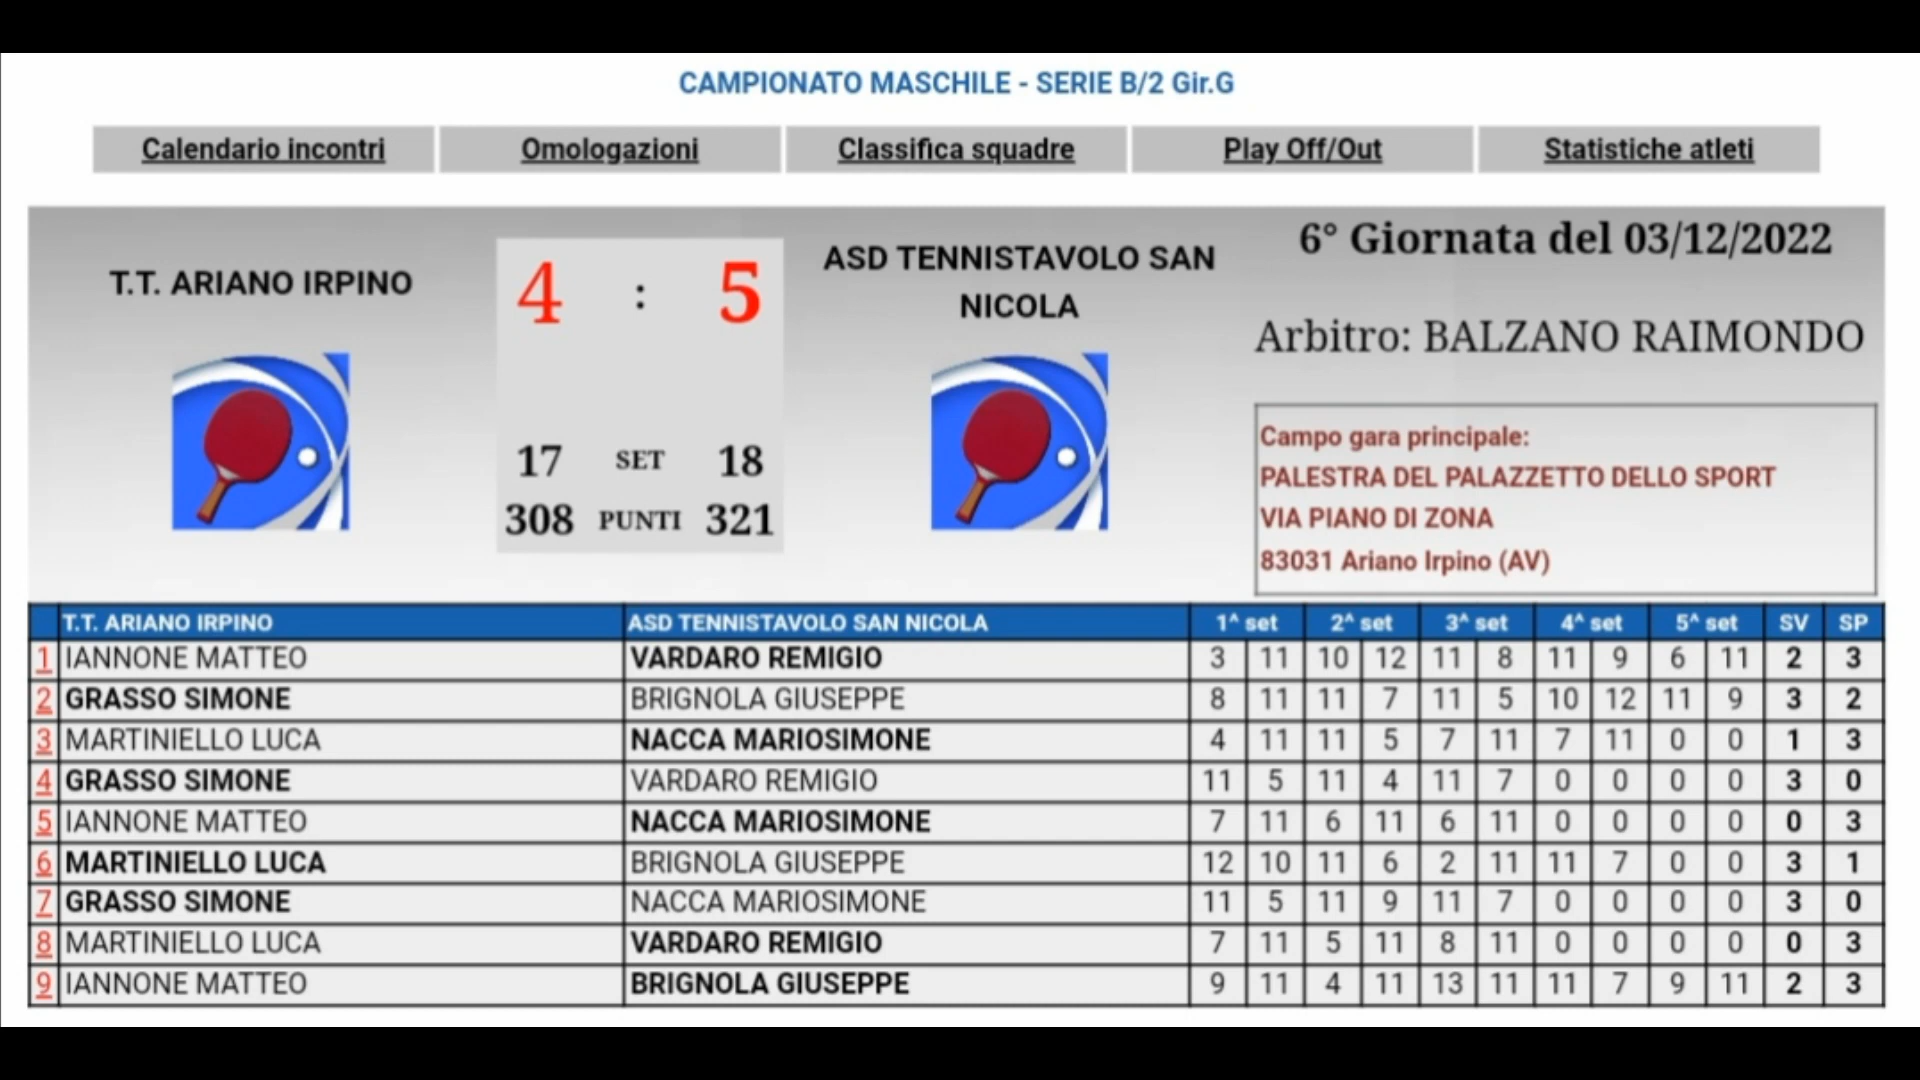 CAMPIONATO MASCHILE - SERIE B/2 Gir.G
Calendario incontri Omologazioni Classifica squadre Play Off/Out Statistiche atleti
T.T. ARIANO IRPINO
4 : 5
17 SET 18
308 PUNTI 321
ASD TENNISTAVOLO SAN
NICOLA
6° Giornata del 03/12/2022
Arbitro: BALZANO RAIMONDO
Campo gara principale:
PALESTRA DEL PALAZZETTO DELLO SPORT
VIA PIANO DI ZONA
83031 Ariano Irpino (AV)
T.T. ARIANO IRPINO ASD TENNISTAVOLO SAN NICOLA 1^ set 2^ set 3^ set 4^ set 5^ set SV SP
1 IANNONE MATTEO VARDARO REMIGIO 3 11 10 12 11 8 11 9 6 11 2 3
2 GRASSO SIMONE BRIGNOLA GIUSEPPE 8 11 11 7 11 5 10 12 11 9 3 2
3 MARTINIELLO LUCA NACCA MARIOSIMONE 4 11 11 5 7 11 7 11 0 0 1 3
4 GRASSO SIMONE VARDARO REMIGIO 11 5 11 4 11 7 0 0 0 0 3 0
5 IANNONE MATTEO NACCA MARIOSIMONE 7 11 6 11 6 11 0 0 0 0 0 3
6 MARTINIELLO LUCA BRIGNOLA GIUSEPPE 12 10 11 6 2 11 11 7 0 0 3 1
7 GRASSO SIMONE NACCA MARIOSIMONE 11 5 11 9 11 7 0 0 0 0 3 0
8 MARTINIELLO LUCA VARDARO REMIGIO 7 11 5 11 8 11 0 0 0 0 0 3
9 IANNONE MATTEO BRIGNOLA GIUSEPPE 9 11 4 11 13 11 11 7 9 11 2 3